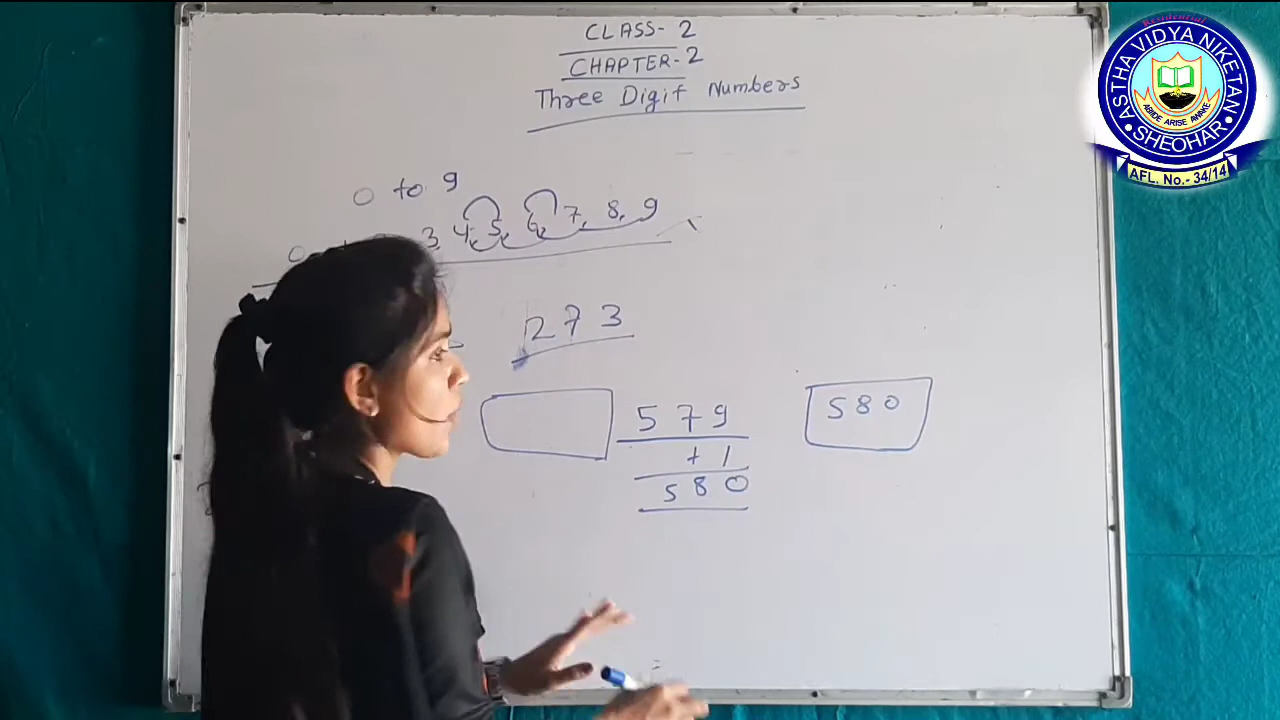 CLASS-2
CHAPTER-2
Three Digit Numbers
0 to 9
3, 4, 5, 6, 7, 8, 9
273
579
580
+1
580
Residential
ASTHA VIDYA NIKETAN
ABIDE ARISE AWAKE
SHEOHAR
AFL. No.- 34/14